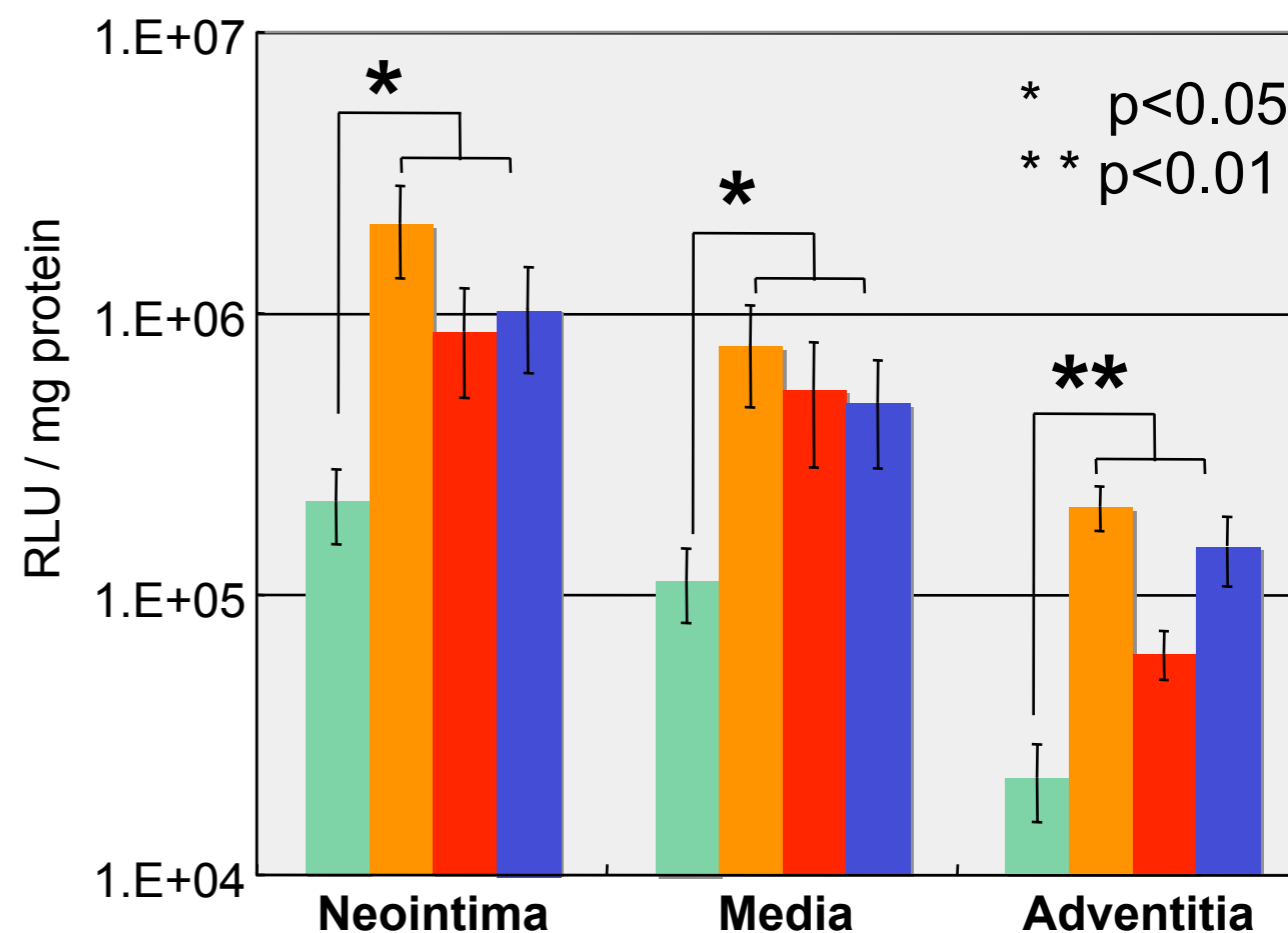 1.E+07
1.E+06
1.E+05
1.E+04
RLU / mg protein
*
*
**
* p<0.05
* * p<0.01
Neointima Media Adventitia